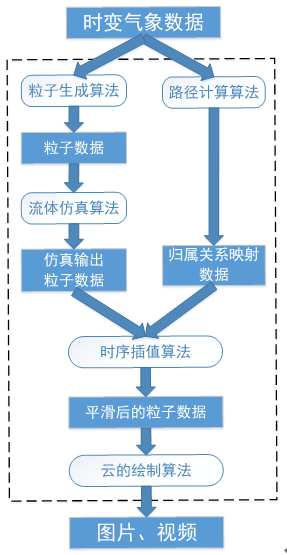 时变气象数据
粒子生成算法
路径计算算法
粒子数据
流体仿真算法
仿真输出
粒子数据
归属关系映射
数据
时序插值算法
平滑后的粒子数据
云的绘制算法
图片、视频